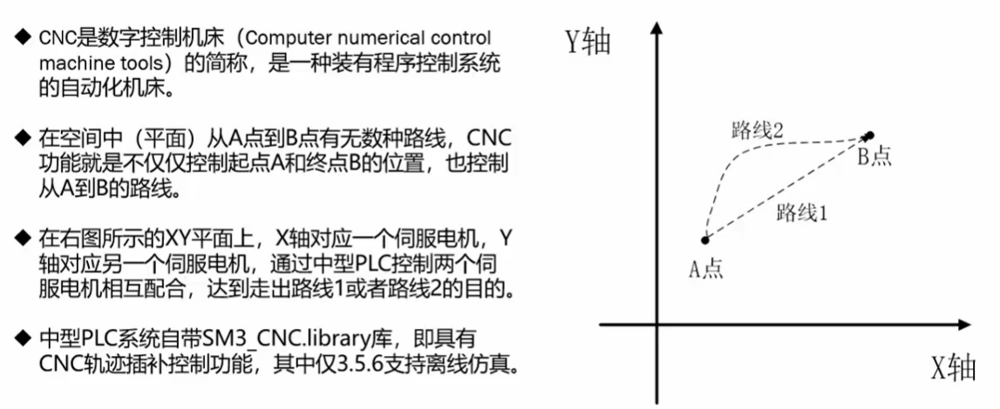 ◆ CNC是数字控制机床（Computer numerical control
machine tools）的简称，是一种装有程序控制系统
的自动化机床。
◆ 在空间中（平面）从A点到B点有无数种路线，CNC
功能就是不仅仅控制起点A和终点B的位置，也控制
从A到B的路线。
◆ 在右图所示的XY平面上，X轴对应一个伺服电机，Y
轴对应另一个伺服电机，通过中型PLC控制两个伺
服电机相互配合，达到走出路线1或者路线2的目的。
◆ 中型PLC系统自带SM3_CNC.library库，即具有
CNC轨迹插补控制功能，其中仅3.5.6支持离线仿真。
Y轴
路线2
B点
路线1
A点
X轴